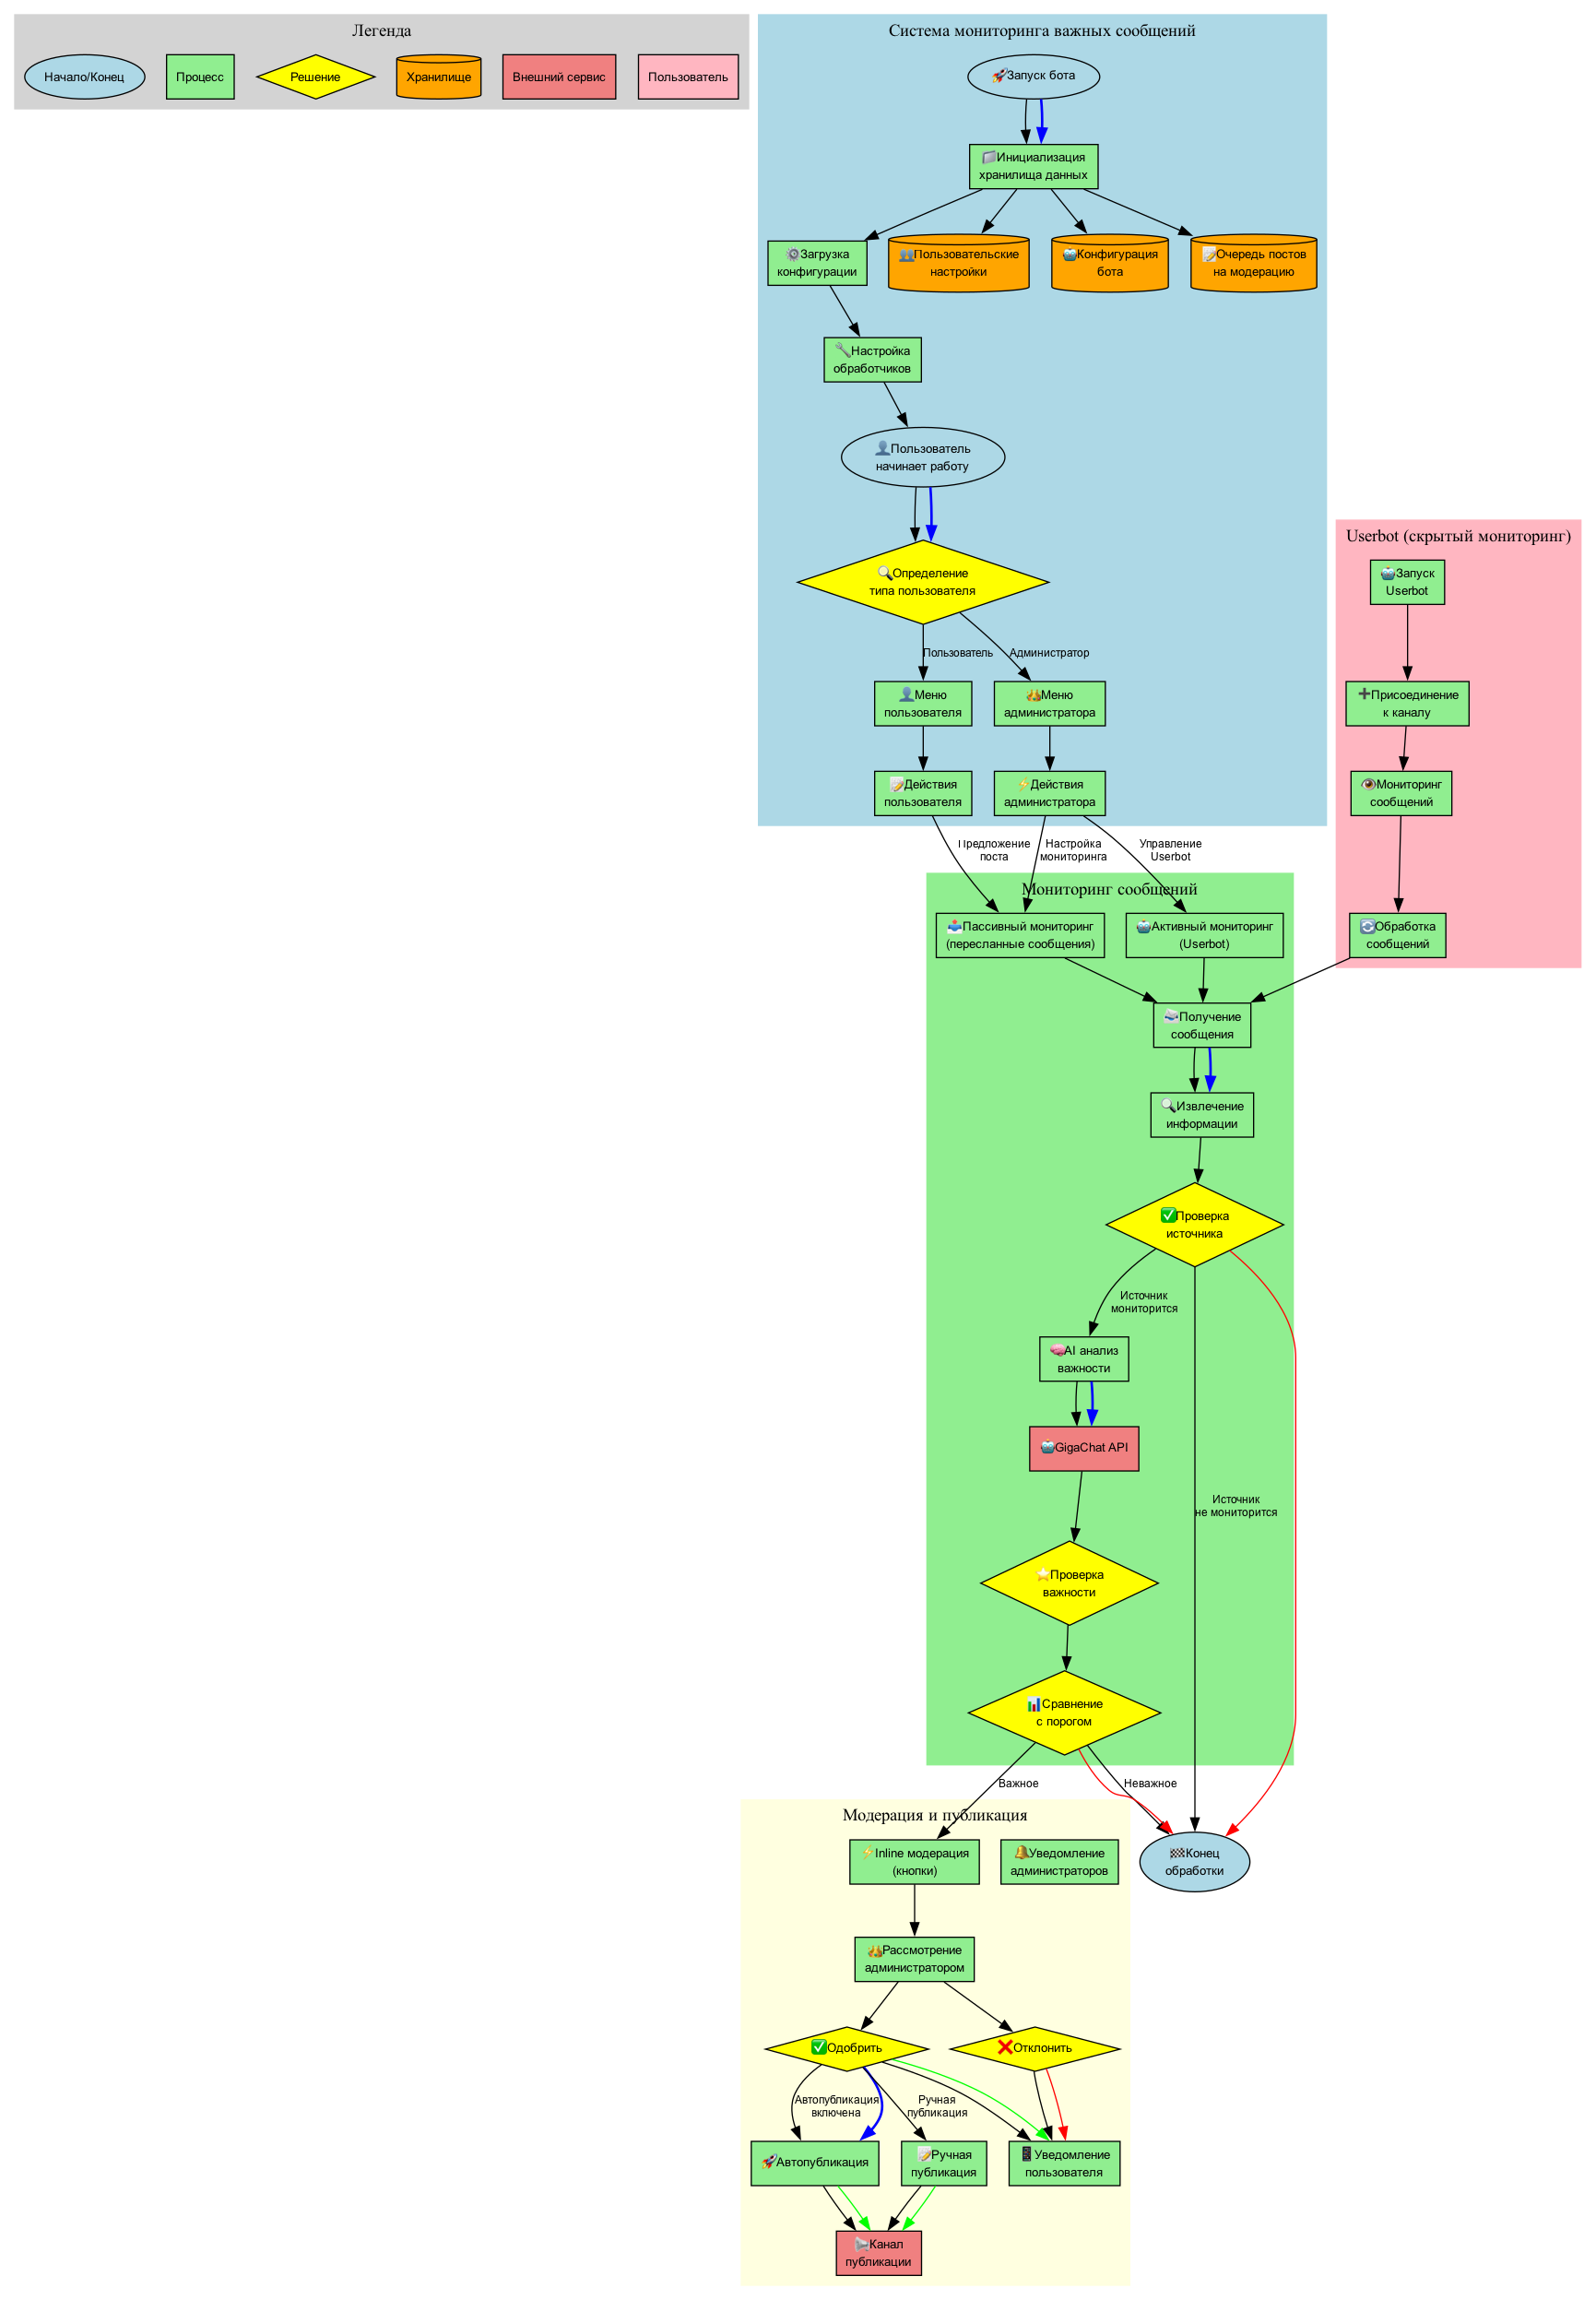 Легенда
Начало/Конец
Процесс
Решение
Хранилище
Внешний сервис
Пользователь
Система мониторинга важных сообщений
🚀Запуск бота
Инициализация
хранилища данных
⚙️Загрузка
конфигурации
👥Пользовательские
настройки
🤖Конфигурация
бота
📝Очередь постов
на модерацию
🔧Настройка
обработчиков
👤Пользователь
начинает работу
🔍Определение
типа пользователя
Пользователь
Администратор
👤Меню
пользователя
Меню
администратора
📝Действия
пользователя
⚡Действия
администратора
Userbot (скрытый мониторинг)
🤖Запуск
Userbot
➕Присоединение
к каналу
👁️Мониторинг
сообщений
🔄Обработка
сообщений
Предложение
поста
Настройка
мониторинга
Управление
Userbot
Мониторинг сообщений
📤Пассивный мониторинг
(пересланные сообщения)
🤖Активный мониторинг
(Userbot)
Получение
сообщения
🔍Извлечение
информации
✅Проверка
источника
Источник
мониторится
🧠AI анализ
важности
🤖GigaChat API
Источник
не мониторится
⭐Проверка
важности
📊Сравнение
с порогом
Важное
Неважное
Модерация и публикация
⚡Inline модерация
(кнопки)
🔔Уведомление
администраторов
🏁Конец
обработки
Рассмотрение
администратором
✅Одобрить
❌Отклонить
Автопубликация
включена
Ручная
публикация
🚀Автопубликация
📝Ручная
публикация
📱Уведомление
пользователя
Канал
публикации